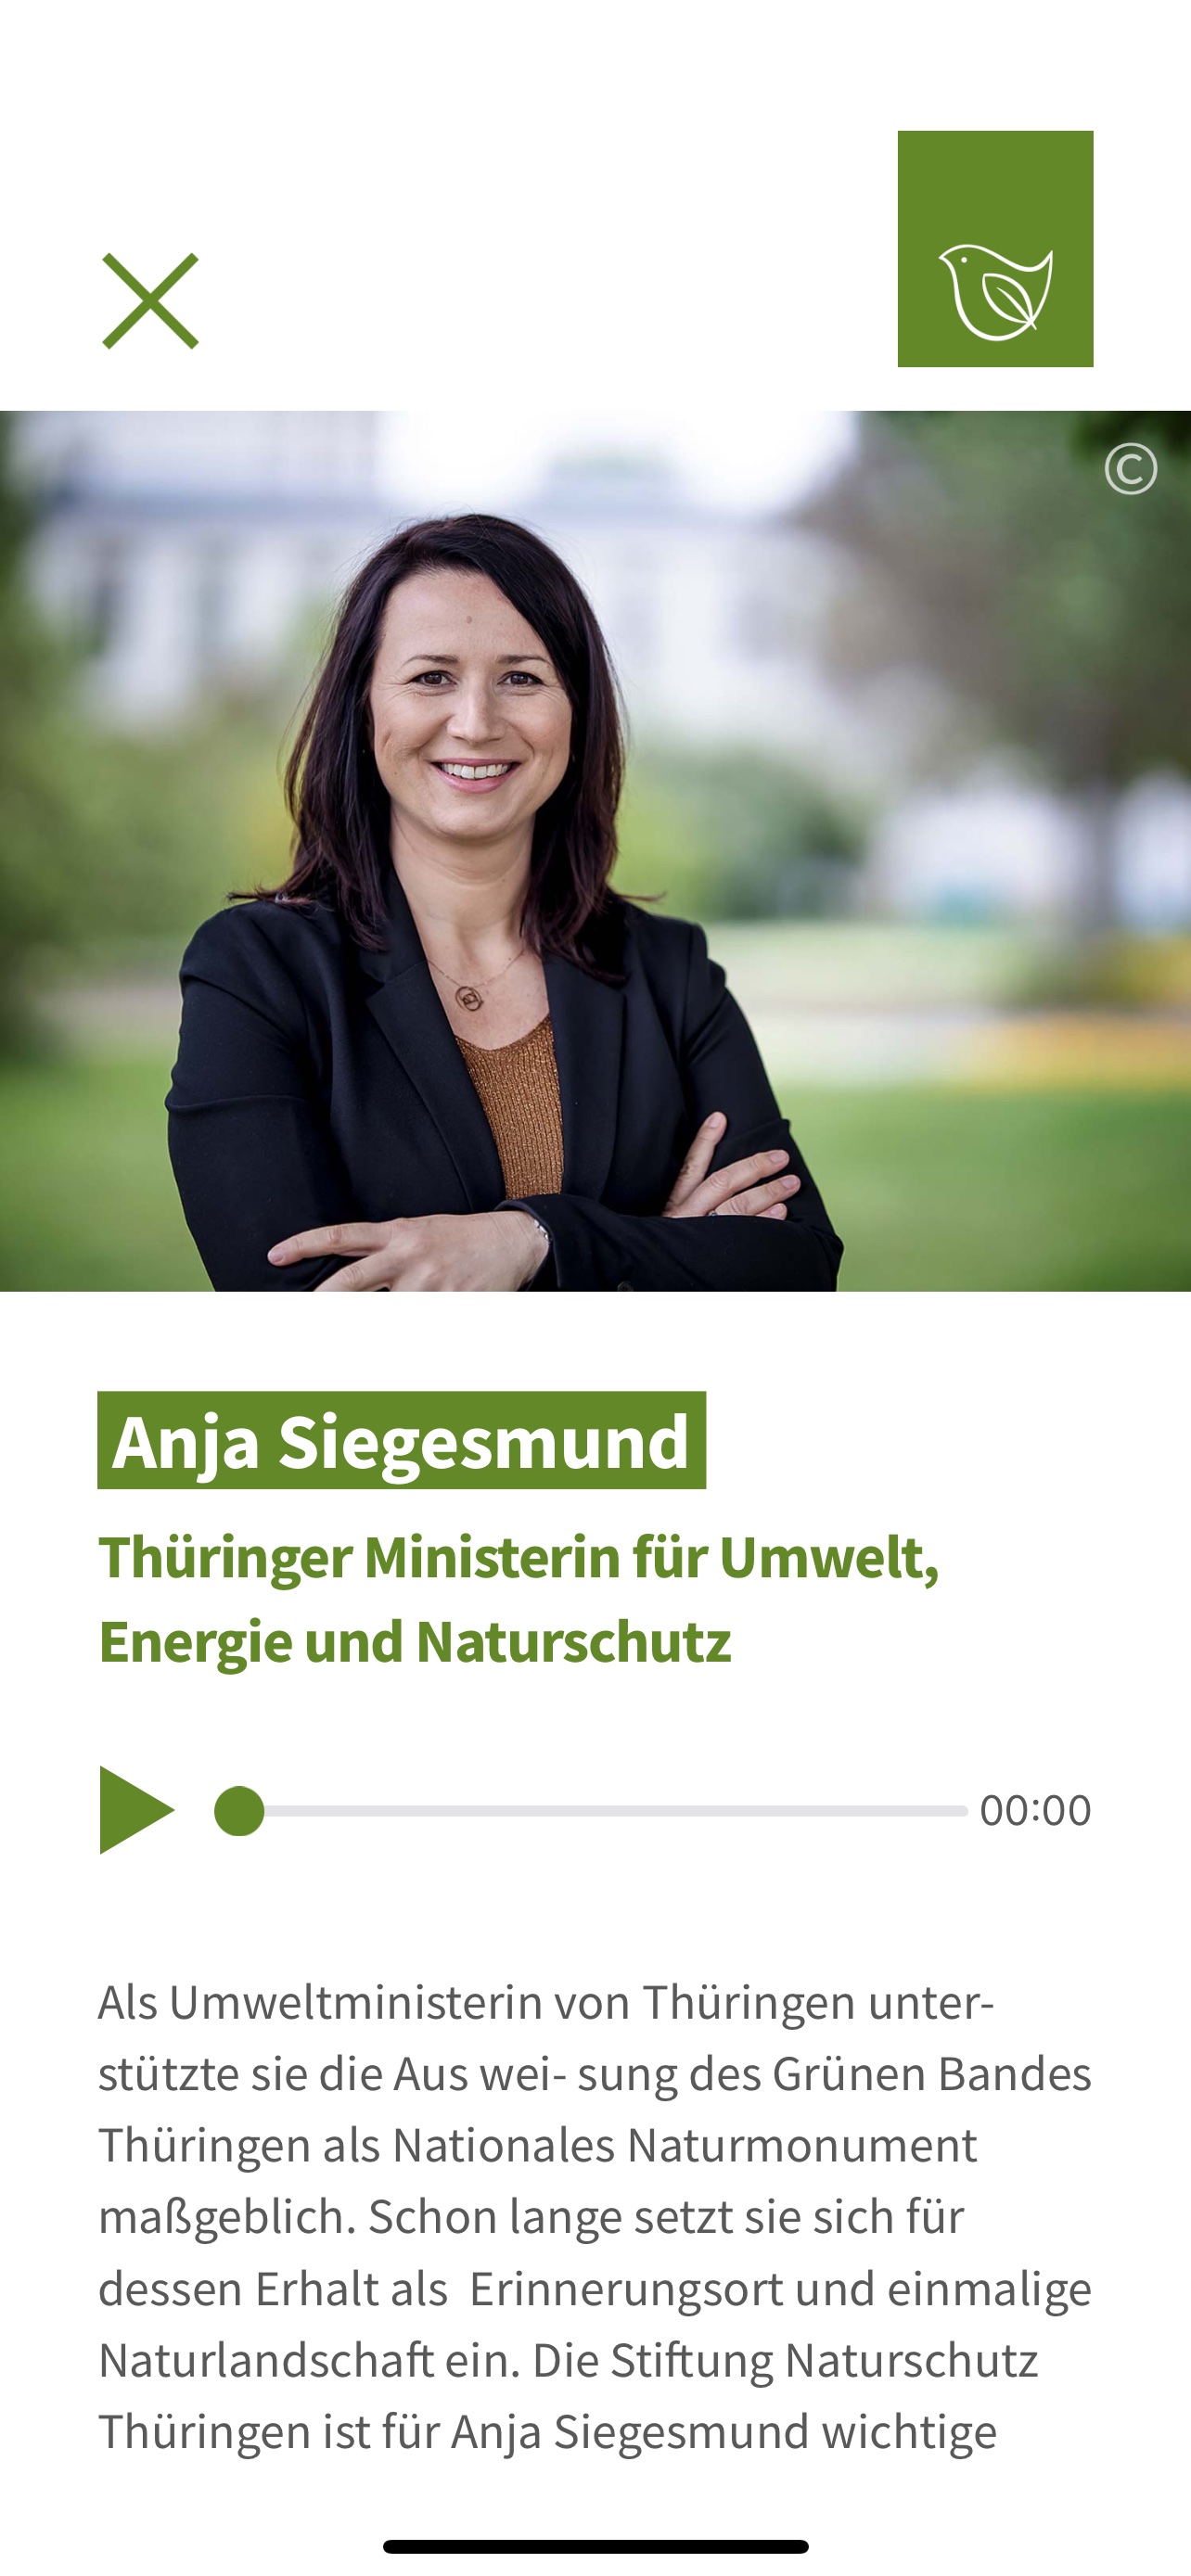 ©
Anja Siegesmund
Thüringer Ministerin für Umwelt,
Energie und Naturschutz
00:00
Als Umweltministerin von Thüringen unter-
stützte sie die Aus wei- sung des Grünen Bandes
Thüringen als Nationales Naturmonument
maßgeblich. Schon lange setzt sie sich für
dessen Erhalt als  Erinnerungsort und einmalige
Naturlandschaft ein. Die Stiftung Naturschutz
Thüringen ist für Anja Siegesmund wichtige